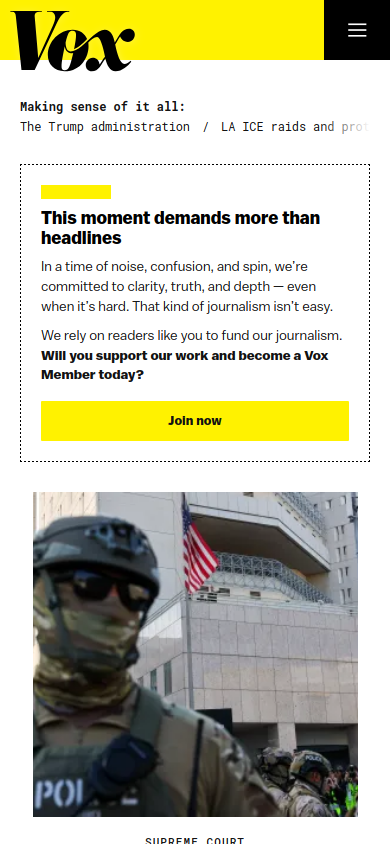 Vox
Making sense of it all:
The Trump administration / LA ICE raids and prot
This moment demands more than
headlines
In a time of noise, confusion, and spin, we're
committed to clarity, truth, and depth — even
when it's hard. That kind of journalism isn't easy.
We rely on readers like you to fund our journalism.
Will you support our work and become a Vox
Member today?
Join now
POLICE
POL
SUPREME COURT